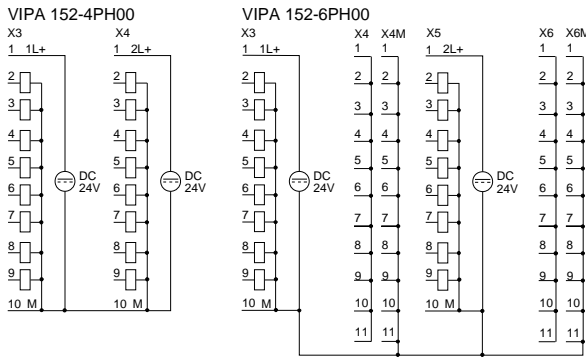 VIPA 152-4PH00 VIPA 152-6PH00
X3 X4 X3 X4 X4M X5 X6 X6M
1 1L+ 1 2L+ 1 1L+ 1 1 1 2L+ 1 1
2 2 2 2 2 2 2 2
3 3 3 3 3 3 3 3
4 4 4 4 4 4 4 4
5 5 5 5 5 5 5 5
DC DC DC DC
24V 24V 24V 24V
6 6 6 6 6 6 6 6
7 7 7 7 7 7 7 7
8 8 8 8 8 8 8 8
9 9 9 9 9 9 9 9
10 M 10 M 10 M 10 10 10 M 10 10
11 11 11 11